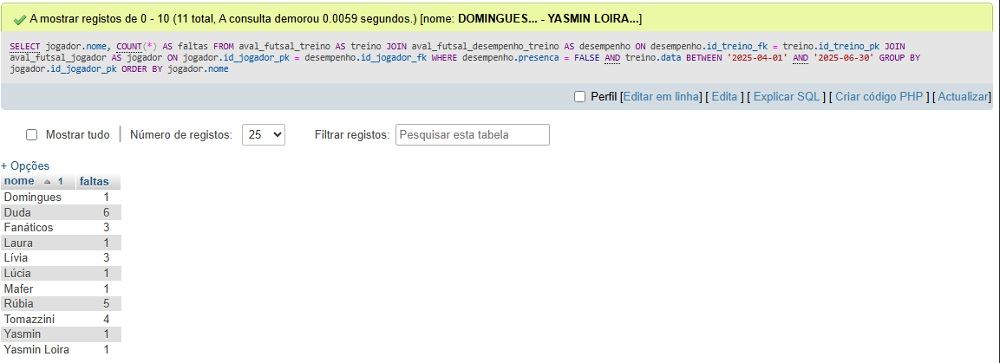 A mostrar registos de 0 - 10 (11 total, A consulta demorou 0.0059 segundos.) [nome: DOMINGUES... - YASMIN LOIRA...]
SELECT jogador.nome, COUNT(*) AS faltas FROM aval_futsal_treino AS treino JOIN aval_futsal_desempenho_treino AS desempenho ON desempenho.id_treino_fk = treino.id_treino_pk JOIN
aval_futsal_jogador AS jogador ON jogador.id_jogador_pk = desempenho.id_jogador_fk WHERE desempenho.presenca = FALSE AND treino.data BETWEEN '2025-04-01' AND '2025-06-30' GROUP BY
jogador.id_jogador_pk ORDER BY jogador.nome
Perfil [Editar em linha] [ Edita ] [ Explicar SQL ] [ Criar código PHP ] [ Actualizar]
Mostrar tudo Número de registos: 25 Filtrar registos: Pesquisar esta tabela
+ Opções
nome 1 faltas
Domingues 1
Duda 6
Fanáticos 3
Laura 1
Lívia 3
Lúcia 1
Mafer 1
Rúbia 5
Tomazzini 4
Yasmin 1
Yasmin Loira 1